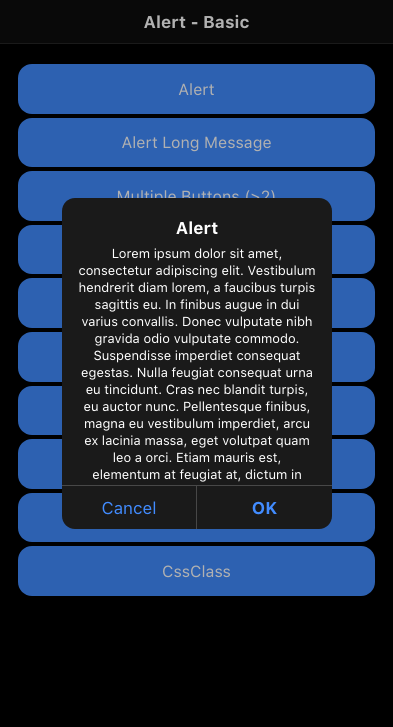 Alert - Basic
Alert
Alert Long Message
Multiple Buttons (>2)
Alert
Lorem ipsum dolor sit amet,
consectetur adipiscing elit. Vestibulum
hendrerit diam lorem, a faucibus turpis
sagittis eu. In finibus augue in dui
varius convallis. Donec vulputate nibh
gravida odio vulputate commodo.
Suspendisse imperdiet consequat
egestas. Nulla feugiat consequat urna
eu tincidunt. Cras nec blandit turpis,
eu auctor nunc. Pellentesque finibus,
magna eu vestibulum imperdiet, arcu
ex lacinia massa, eget volutpat quam
leo a orci. Etiam mauris est,
elementum at feugiat at, dictum in
Cancel
OK
CssClass